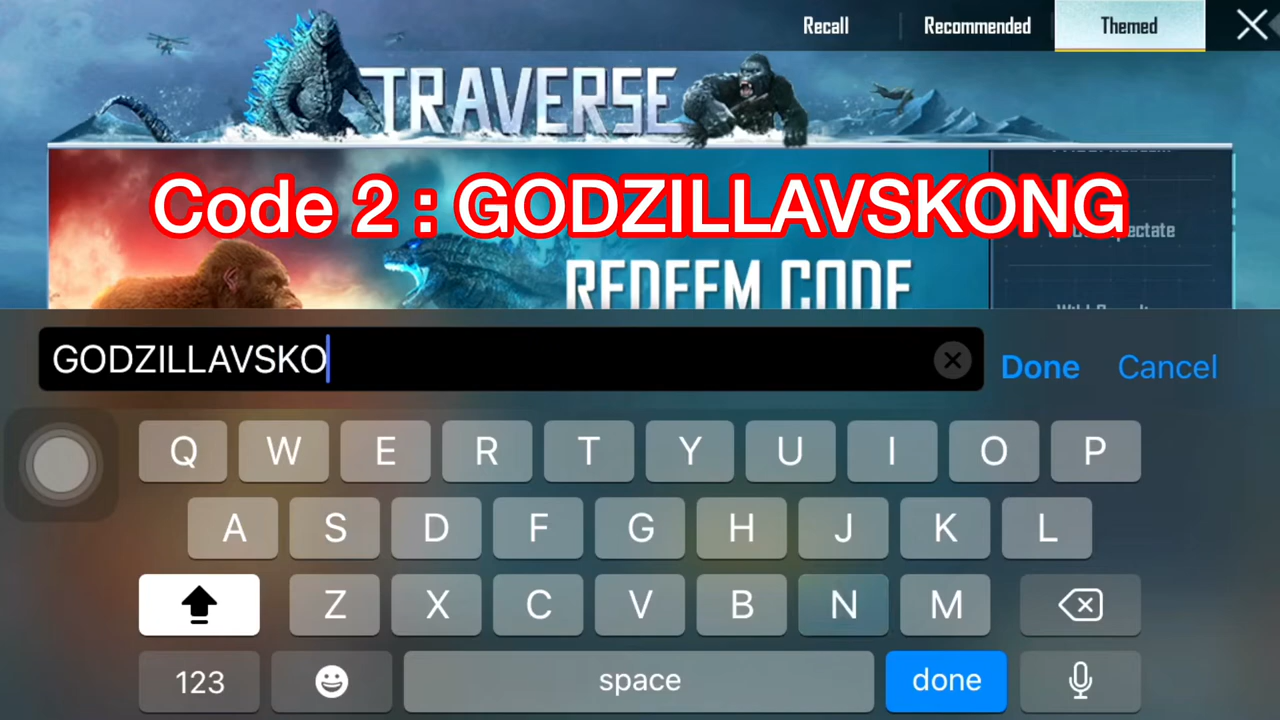 Recall
Recommended
Themed
TRAVERSE
Code 2 : GODZILLAVSKONG
REDEEM CODE
GODZILLAVSKO
Done
Cancel
Q W E R T Y U I O P
A S D F G H J K L
Z X C V B N M
123
space
done